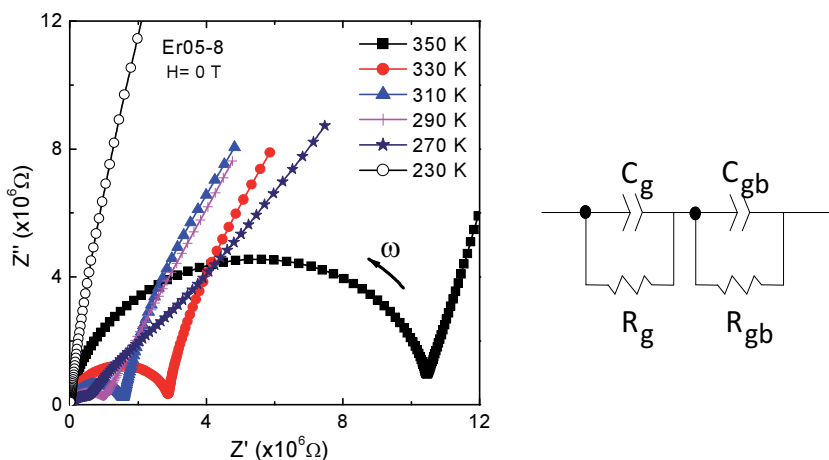 Er05-8
H= 0 T
350 K
330 K
310 K
290 K
270 K
230 K
ω
12
8
4
0
0
4
8
12
Z'' (x10⁶Ω)
Z' (x10⁶Ω)
C_g
C_gb
R_g
R_gb